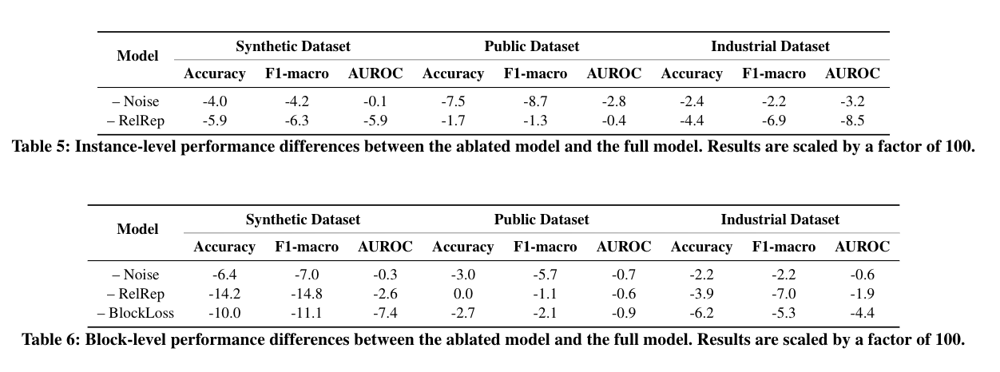 Model Synthetic Dataset Public Dataset Industrial Dataset
Accuracy F1-macro AUROC Accuracy F1-macro AUROC Accuracy F1-macro AUROC
– Noise -4.0 -4.2 -0.1 -7.5 -8.7 -2.8 -2.4 -2.2 -3.2
– RelRep -5.9 -6.3 -5.9 -1.7 -1.3 -0.4 -4.4 -6.9 -8.5
Table 5: Instance-level performance differences between the ablated model and the full model. Results are scaled by a factor of 100.
Model Synthetic Dataset Public Dataset Industrial Dataset
Accuracy F1-macro AUROC Accuracy F1-macro AUROC Accuracy F1-macro AUROC
– Noise -6.4 -7.0 -0.3 -3.0 -5.7 -0.7 -2.2 -2.2 -0.6
– RelRep -14.2 -14.8 -2.6 0.0 -1.1 -0.6 -3.9 -7.0 -1.9
– BlockLoss -10.0 -11.1 -7.4 -2.7 -2.1 -0.9 -6.2 -5.3 -4.4
Table 6: Block-level performance differences between the ablated model and the full model. Results are scaled by a factor of 100.